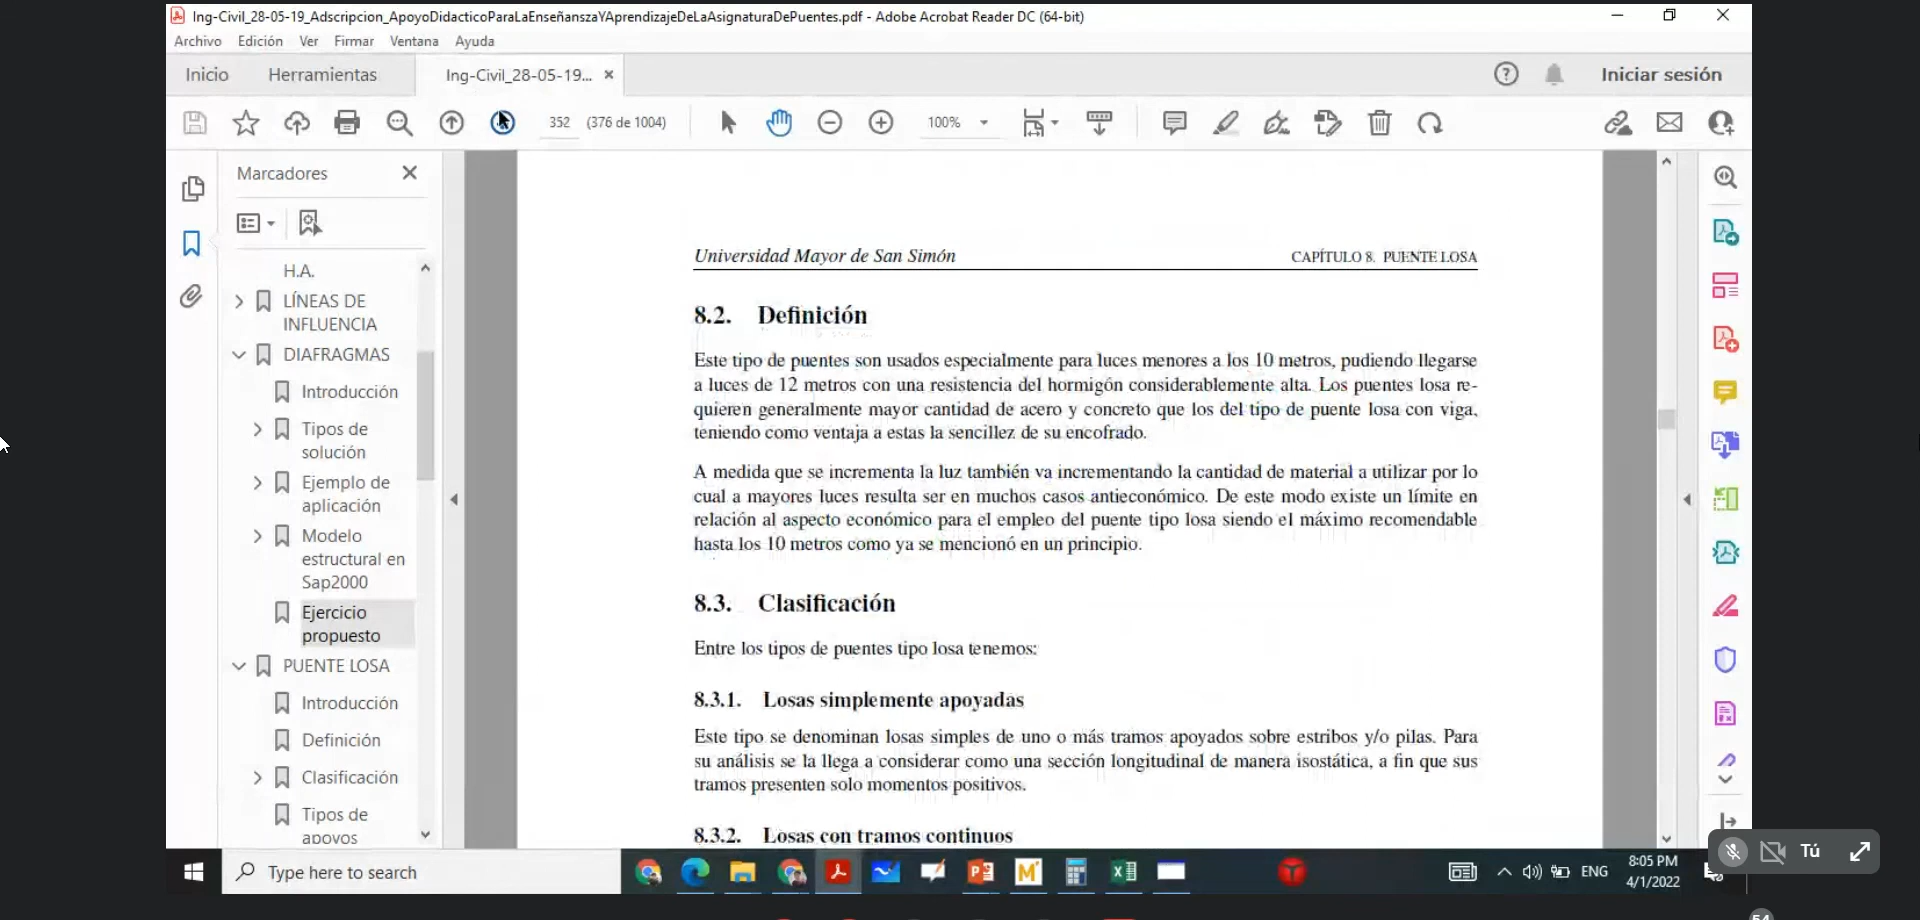 Ing-Civil_28-05-19_Adscripcion_ApoyoDidacticoParaLaEnseñanszaYAprendizajeDeLaAsignaturaDePuentes.pdf - Adobe Acrobat Reader DC (64-bit)
Archivo Edición Ver Firmar Ventana Ayuda
Inicio Herramientas Ing-Civil_28-05-19... × Iniciar sesión
352 (376 de 1004) 100%
Marcadores
H.A.
LÍNEAS DE
INFLUENCIA
DIAFRAGMAS
Introducción
Tipos de
solución
Ejemplo de
aplicación
Modelo
estructural en
Sap2000
Ejercicio
propuesto
PUENTE LOSA
Introducción
Definición
Clasificación
Tipos de
apoyos
Universidad Mayor de San Simón CAPÍTULO 8. PUENTE LOSA
8.2. Definición
Este tipo de puentes son usados especialmente para luces menores a los 10 metros, pudiendo llegarse
a luces de 12 metros con una resistencia del hormigón considerablemente alta. Los puentes losa re-
quieren generalmente mayor cantidad de acero y concreto que los del tipo de puente losa con viga,
teniendo como ventaja a estas la sencillez de su encofrado.
A medida que se incrementa la luz también va incrementando la cantidad de material a utilizar por lo
cual a mayores luces resulta ser en muchos casos antieconómico. De este modo existe un límite en
relación al aspecto económico para el empleo del puente tipo losa siendo el máximo recomendable
hasta los 10 metros como ya se mencionó en un principio.
8.3. Clasificación
Entre los tipos de puentes tipo losa tenemos:
8.3.1. Losas simplemente apoyadas
Este tipo se denominan losas simples de uno o más tramos apoyados sobre estribos y/o pilas. Para
su análisis se la llega a considerar como una sección longitudinal de manera isostática, a fin que sus
tramos presenten solo momentos positivos.
8.3.2. Losas con tramos continuos
Tú
Type here to search
ENG
8:05 PM
4/1/2022